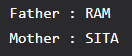 Father : RAM
Mother : SITA